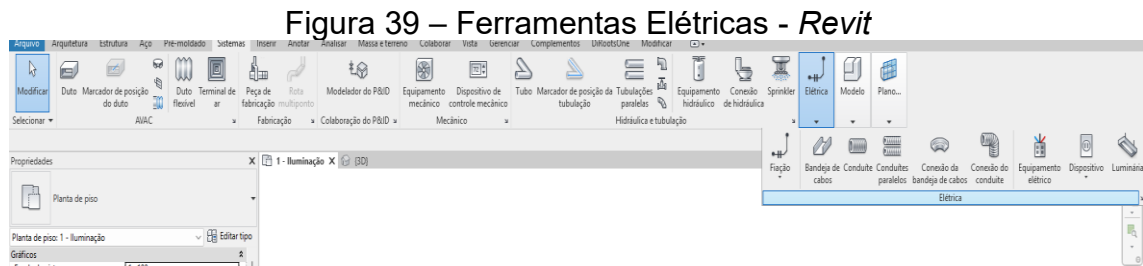 Figura 39 – Ferramentas Elétricas - Revit
Arquivo Arquitetura Estrutura Aço Pré-moldado Sistemas Inserir Anotar Analisar Massa e terreno Colaborar Vista Gerenciar Complementos DiRootsOne Modificar
Modificar Duto Marcador de posição do duto Duto flexível Terminal de ar Peça de fabricação Rota multiponto Modelador do P&ID Equipamento mecânico Dispositivo de controle mecânico Tubo Marcador de posição da tubulação Tubulações paralelas Equipamento hidráulico Conexão de hidráulica Sprinkler Elétrica Modelo Plano...
Selecionar AVAC Fabricação Colaboração do P&ID Mecânico Hidráulica e tubulação
Propriedades X 1 - Iluminação X {3D}
Fiação Bandeja de cabos Conduite Conduites paralelos Conexão da bandeja de cabos Conexão do conduite Equipamento elétrico Dispositivo Luminária
Planta de piso
Elétrica
Planta de piso: 1 - Iluminação Editar tipo
Gráficos